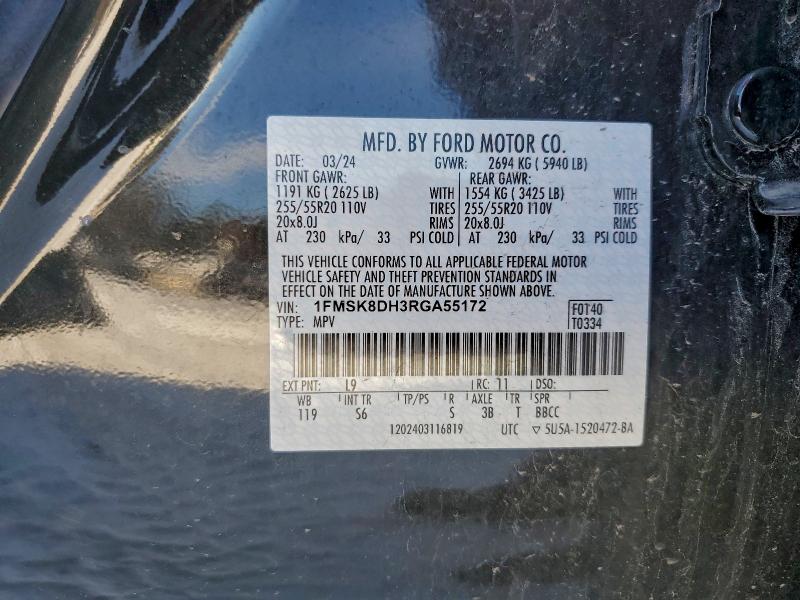 MFD. BY FORD MOTOR CO.
DATE: 03/24 GVWR: 2694 KG ( 5940 LB)
FRONT GAWR: REAR GAWR:
1191 KG ( 2625 LB) WITH 1554 KG ( 3425 LB) WITH
255/55R20 110V TIRES 255/55R20 110V TIRES
20x8.0J RIMS 20x8.0J RIMS
AT 230 kPa/ 33 PSI COLD AT 230 kPa/ 33 PSI COLD
THIS VEHICLE CONFORMS TO ALL APPLICABLE FEDERAL MOTOR
VEHICLE SAFETY AND THEFT PREVENTION STANDARDS IN
EFFECT ON THE DATE OF MANUFACTURE SHOWN ABOVE.
VIN: 1FMSK8DH3RGA55172 F0T40
TYPE: MPV T0334
EXT PNT: L9 RC: 11 DSO:
WB INT TR TP/PS R AXLE TR SPR
119 S6 S 3B T BBCC
1202403116819 UTC ▽ 5U5A-1520472-BA